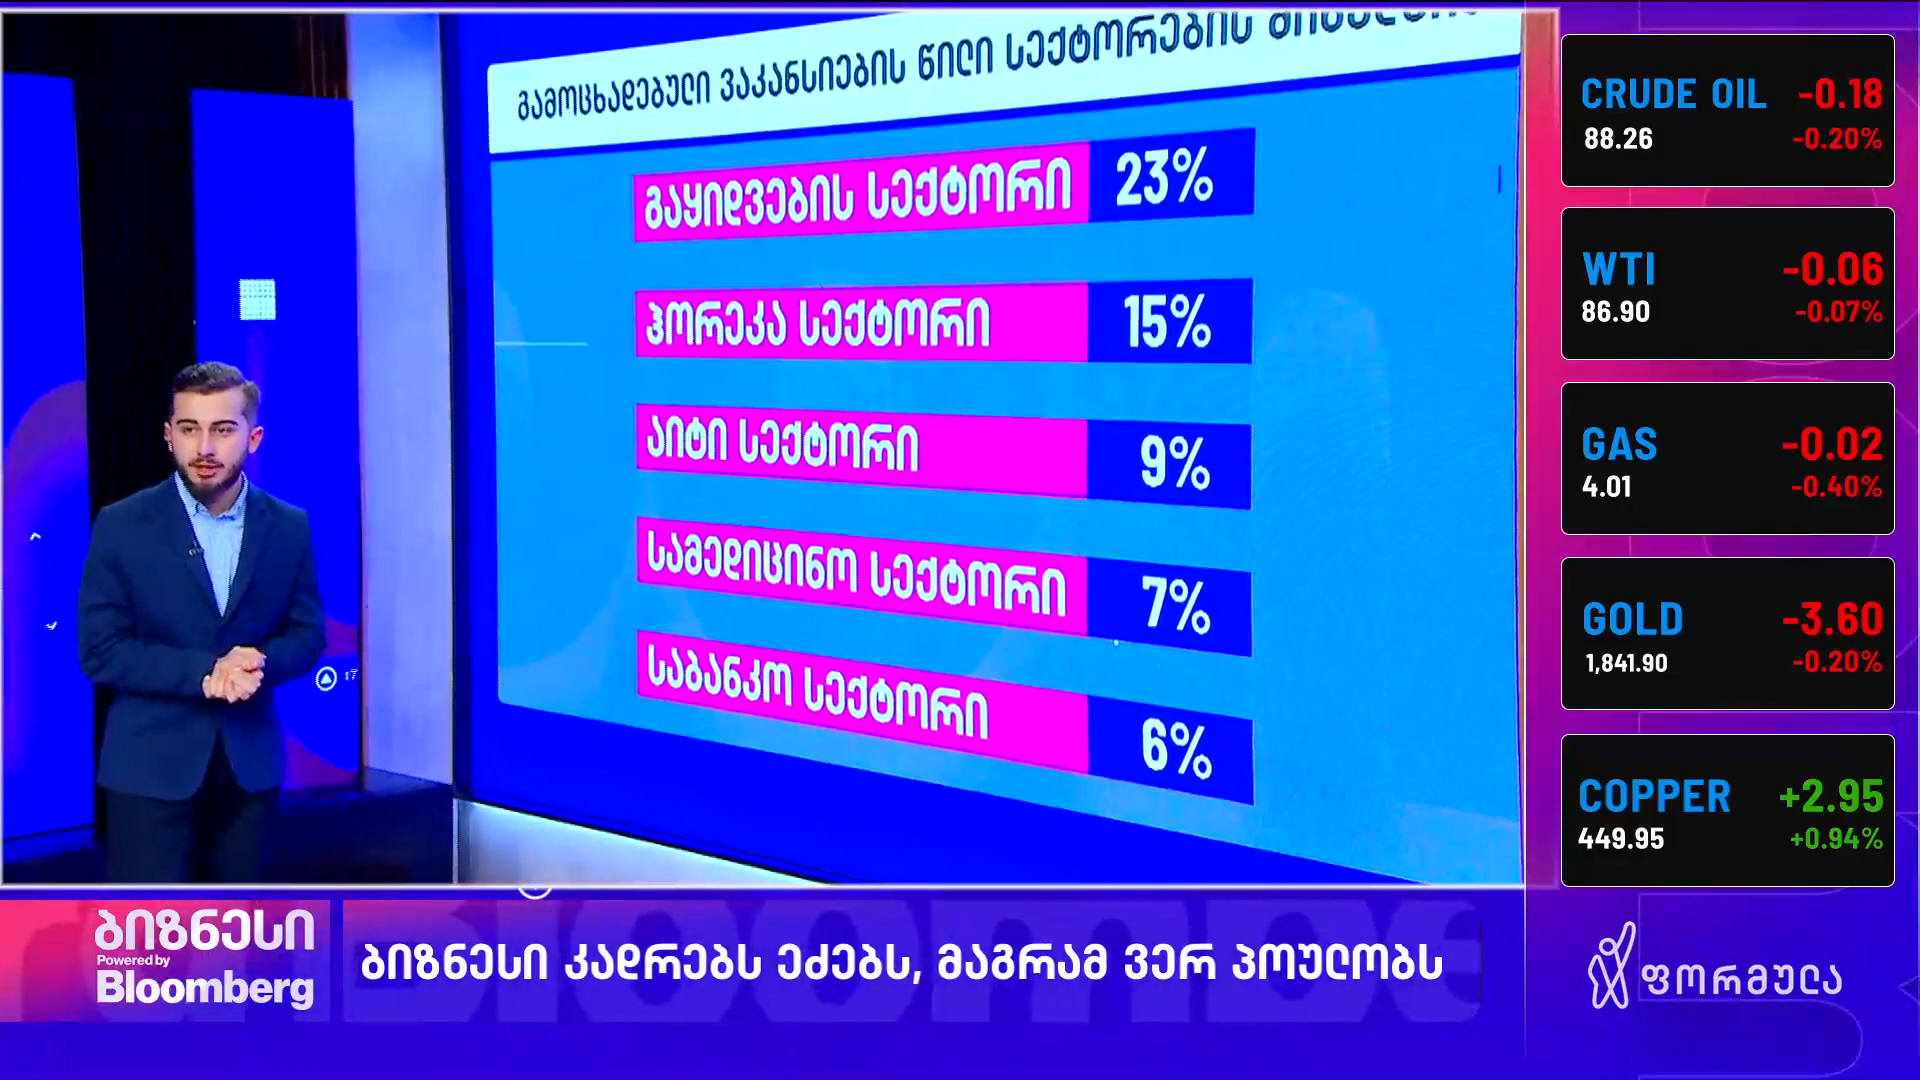 გამოცხადებული ვაკანსიების წილი სექტორების მიხედვით
გაყიდვების სექტორი 23%
ჰორეკა სექტორი 15%
აიტი სექტორი 9%
სამედიცინო სექტორი 7%
საბანკო სექტორი 6%
CRUDE OIL -0.18
88.26 -0.20%
WTI -0.06
86.90 -0.07%
GAS -0.02
4.01 -0.40%
GOLD -3.60
1,841.90 -0.20%
COPPER +2.95
449.95 +0.94%
ბიზნესი
Powered by
Bloomberg
ბიზნესი კადრებს ეძებს, მაგრამ ვერ პოულობს
ფორმულა